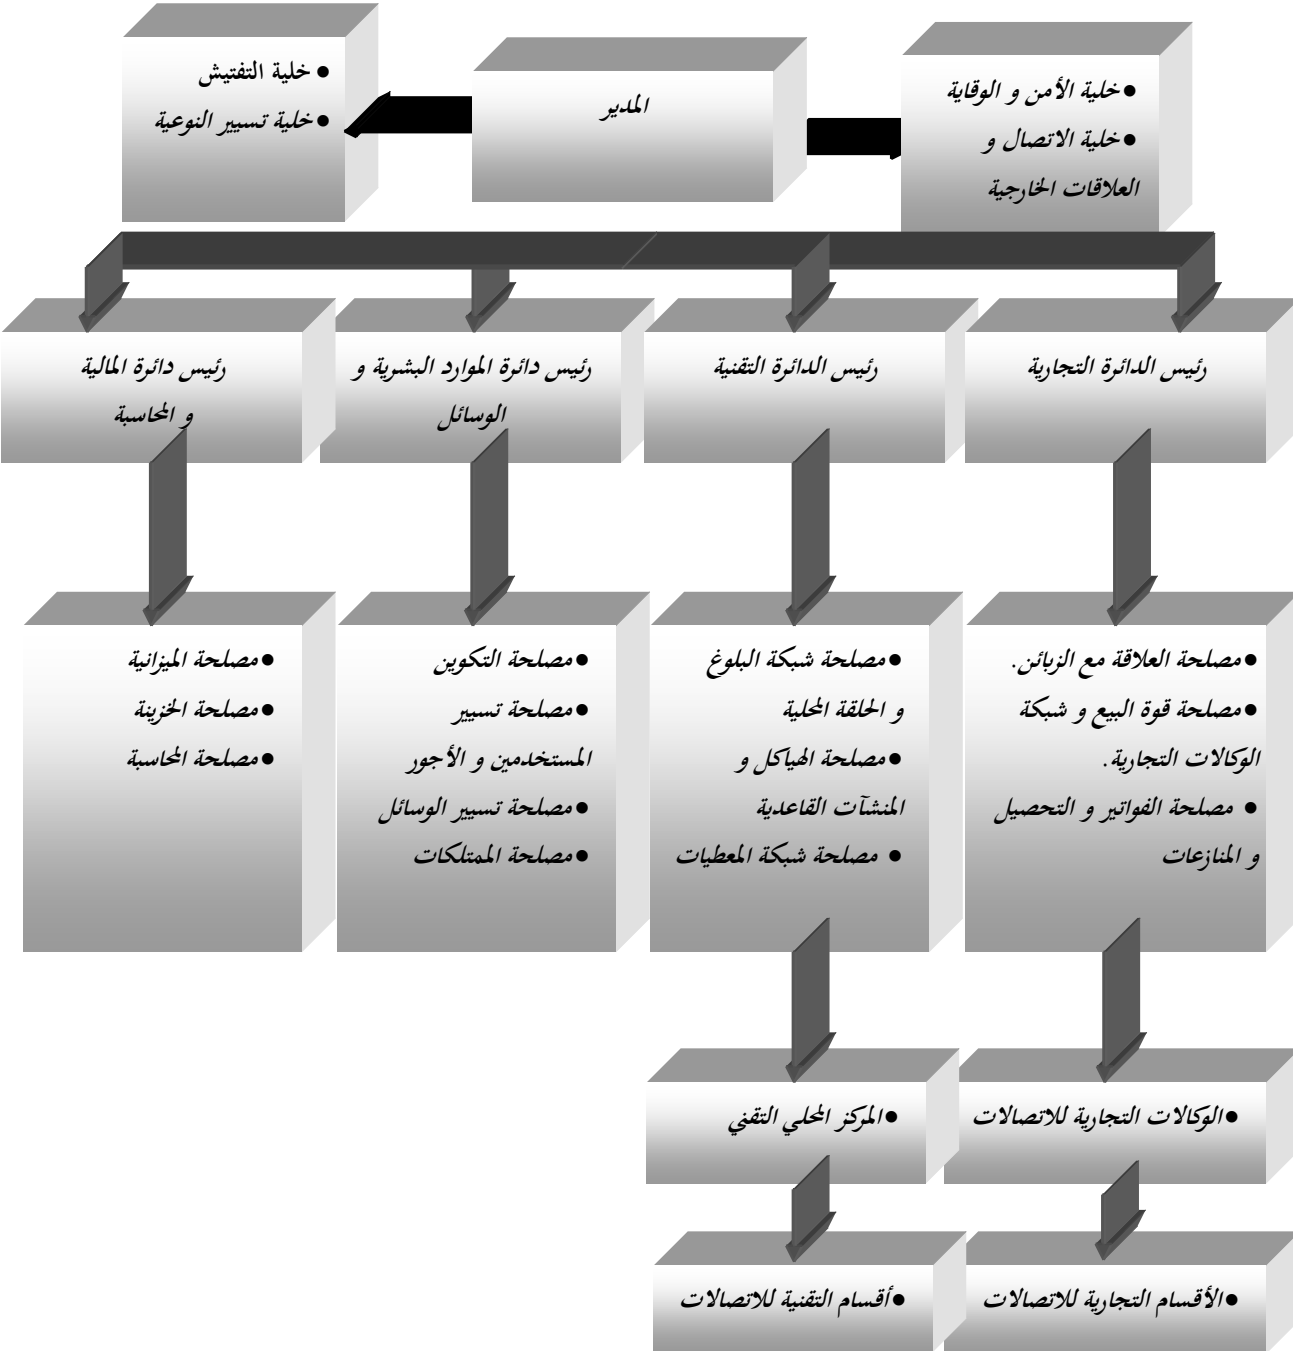 ●خلية الأمن و الوقاية
●خلية الاتصال و
العلاقات الخارجية
المدير
●خلية التفتيش
●خلية تسيير النوعية
رئيس الدائرة التجارية
رئيس الدائرة التقنية
رئيس دائرة الموارد البشرية و
الوسائل
رئيس دائرة المالية
و المحاسبة
●مصلحة العلاقة مع الزبائن.
●مصلحة قوة البيع و شبكة
الوكالات التجارية.
● مصلحة الفواتير و التحصيل
و المنازعات
●مصلحة شبكة البلوغ
و الحلقة المحلية
●مصلحة الهياكل و
المنشآت القاعدية
● مصلحة شبكة المعطيات
●مصلحة التكوين
●مصلحة تسيير
المستخدمين و الأجور
●مصلحة تسيير الوسائل
●مصلحة الممتلكات
●مصلحة الميزانية
●مصلحة الخزينة
●مصلحة المحاسبة
●الوكالات التجارية للاتصالات
●المركز المحلي التقني
●الأقسام التجارية للاتصالات
●أقسام التقنية للاتصالات